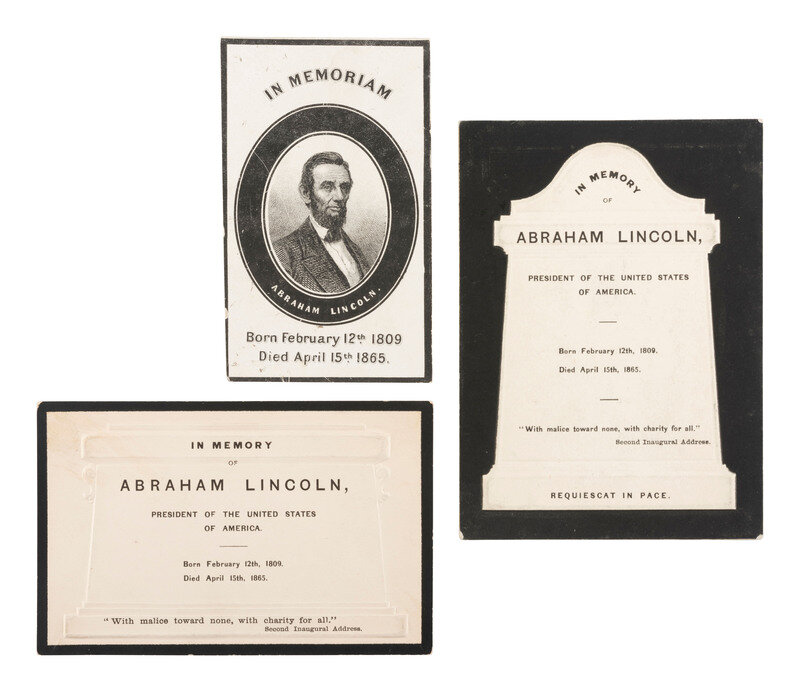 IN MEMORIAM
ABRAHAM LINCOLN.
Born February 12th 1809
Died April 15th 1865.
IN MEMORY
OF
ABRAHAM LINCOLN,
PRESIDENT OF THE UNITED STATES
OF AMERICA.
Born February 12th, 1809.
Died April 15th, 1865.
"With malice toward none, with charity for all."
Second Inaugural Address.
REQUIESCAT IN PACE.
IN MEMORY
OF
ABRAHAM LINCOLN,
PRESIDENT OF THE UNITED STATES
OF AMERICA.
Born February 12th, 1809.
Died April 15th, 1865.
"With malice toward none, with charity for all."
Second Inaugural Address.